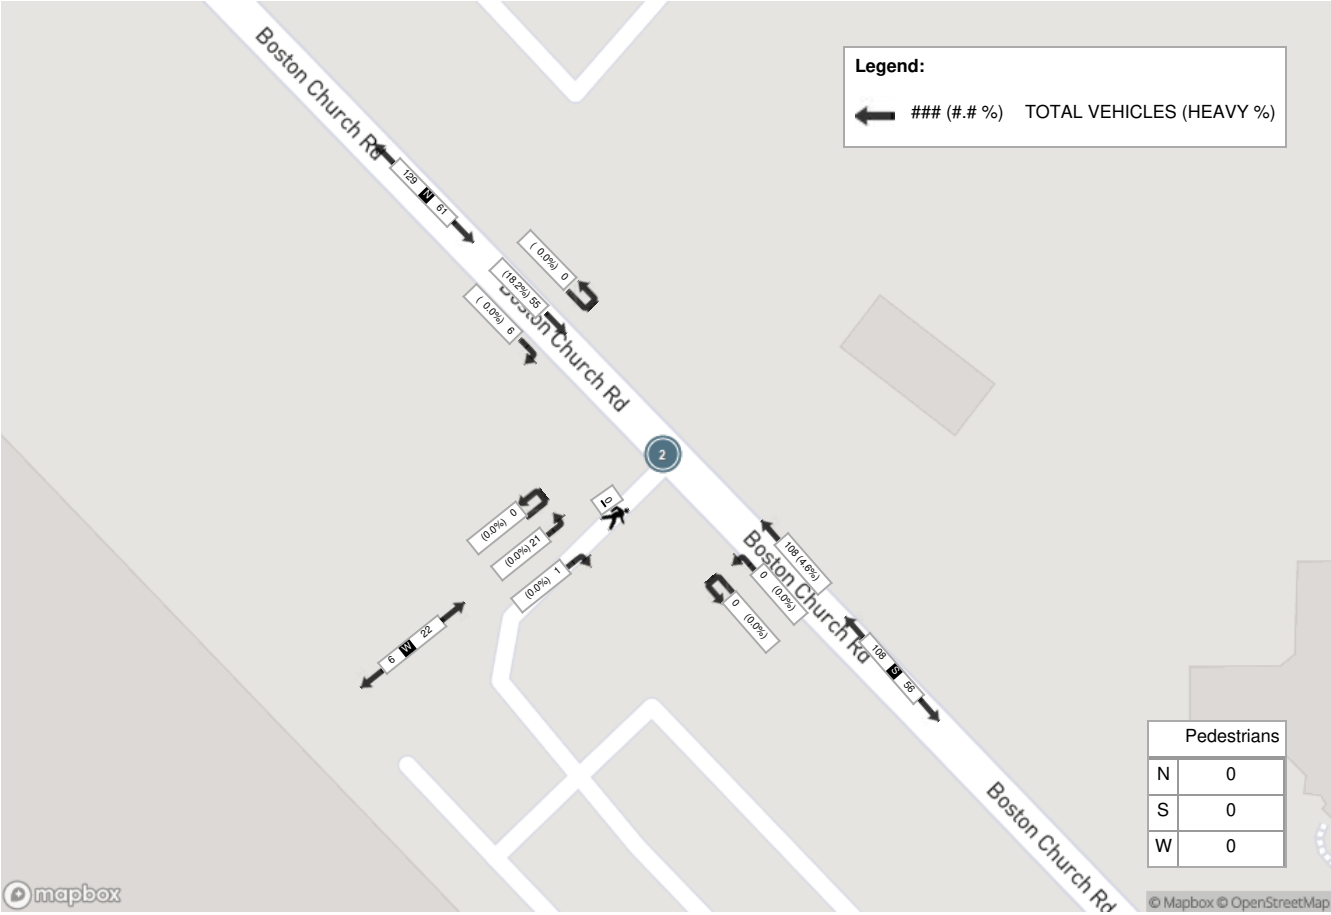 Boston Church Rd
Legend:
### (#.# %) TOTAL VEHICLES (HEAVY %)
129 N 61
( 0.0%) 0
(18.2%) 55
( 0.0%) 6
Boston Church Rd
2
(0.0%) 0
(0.0%) 21
(0.0%) 1
6 W 22
108 (4.6%)
0 (0.0%)
0 (0.0%)
Boston Church Rd
108 S 56
Pedestrians
N 0
S 0
W 0
Boston Church Rd
mapbox
© Mapbox © OpenStreetMap